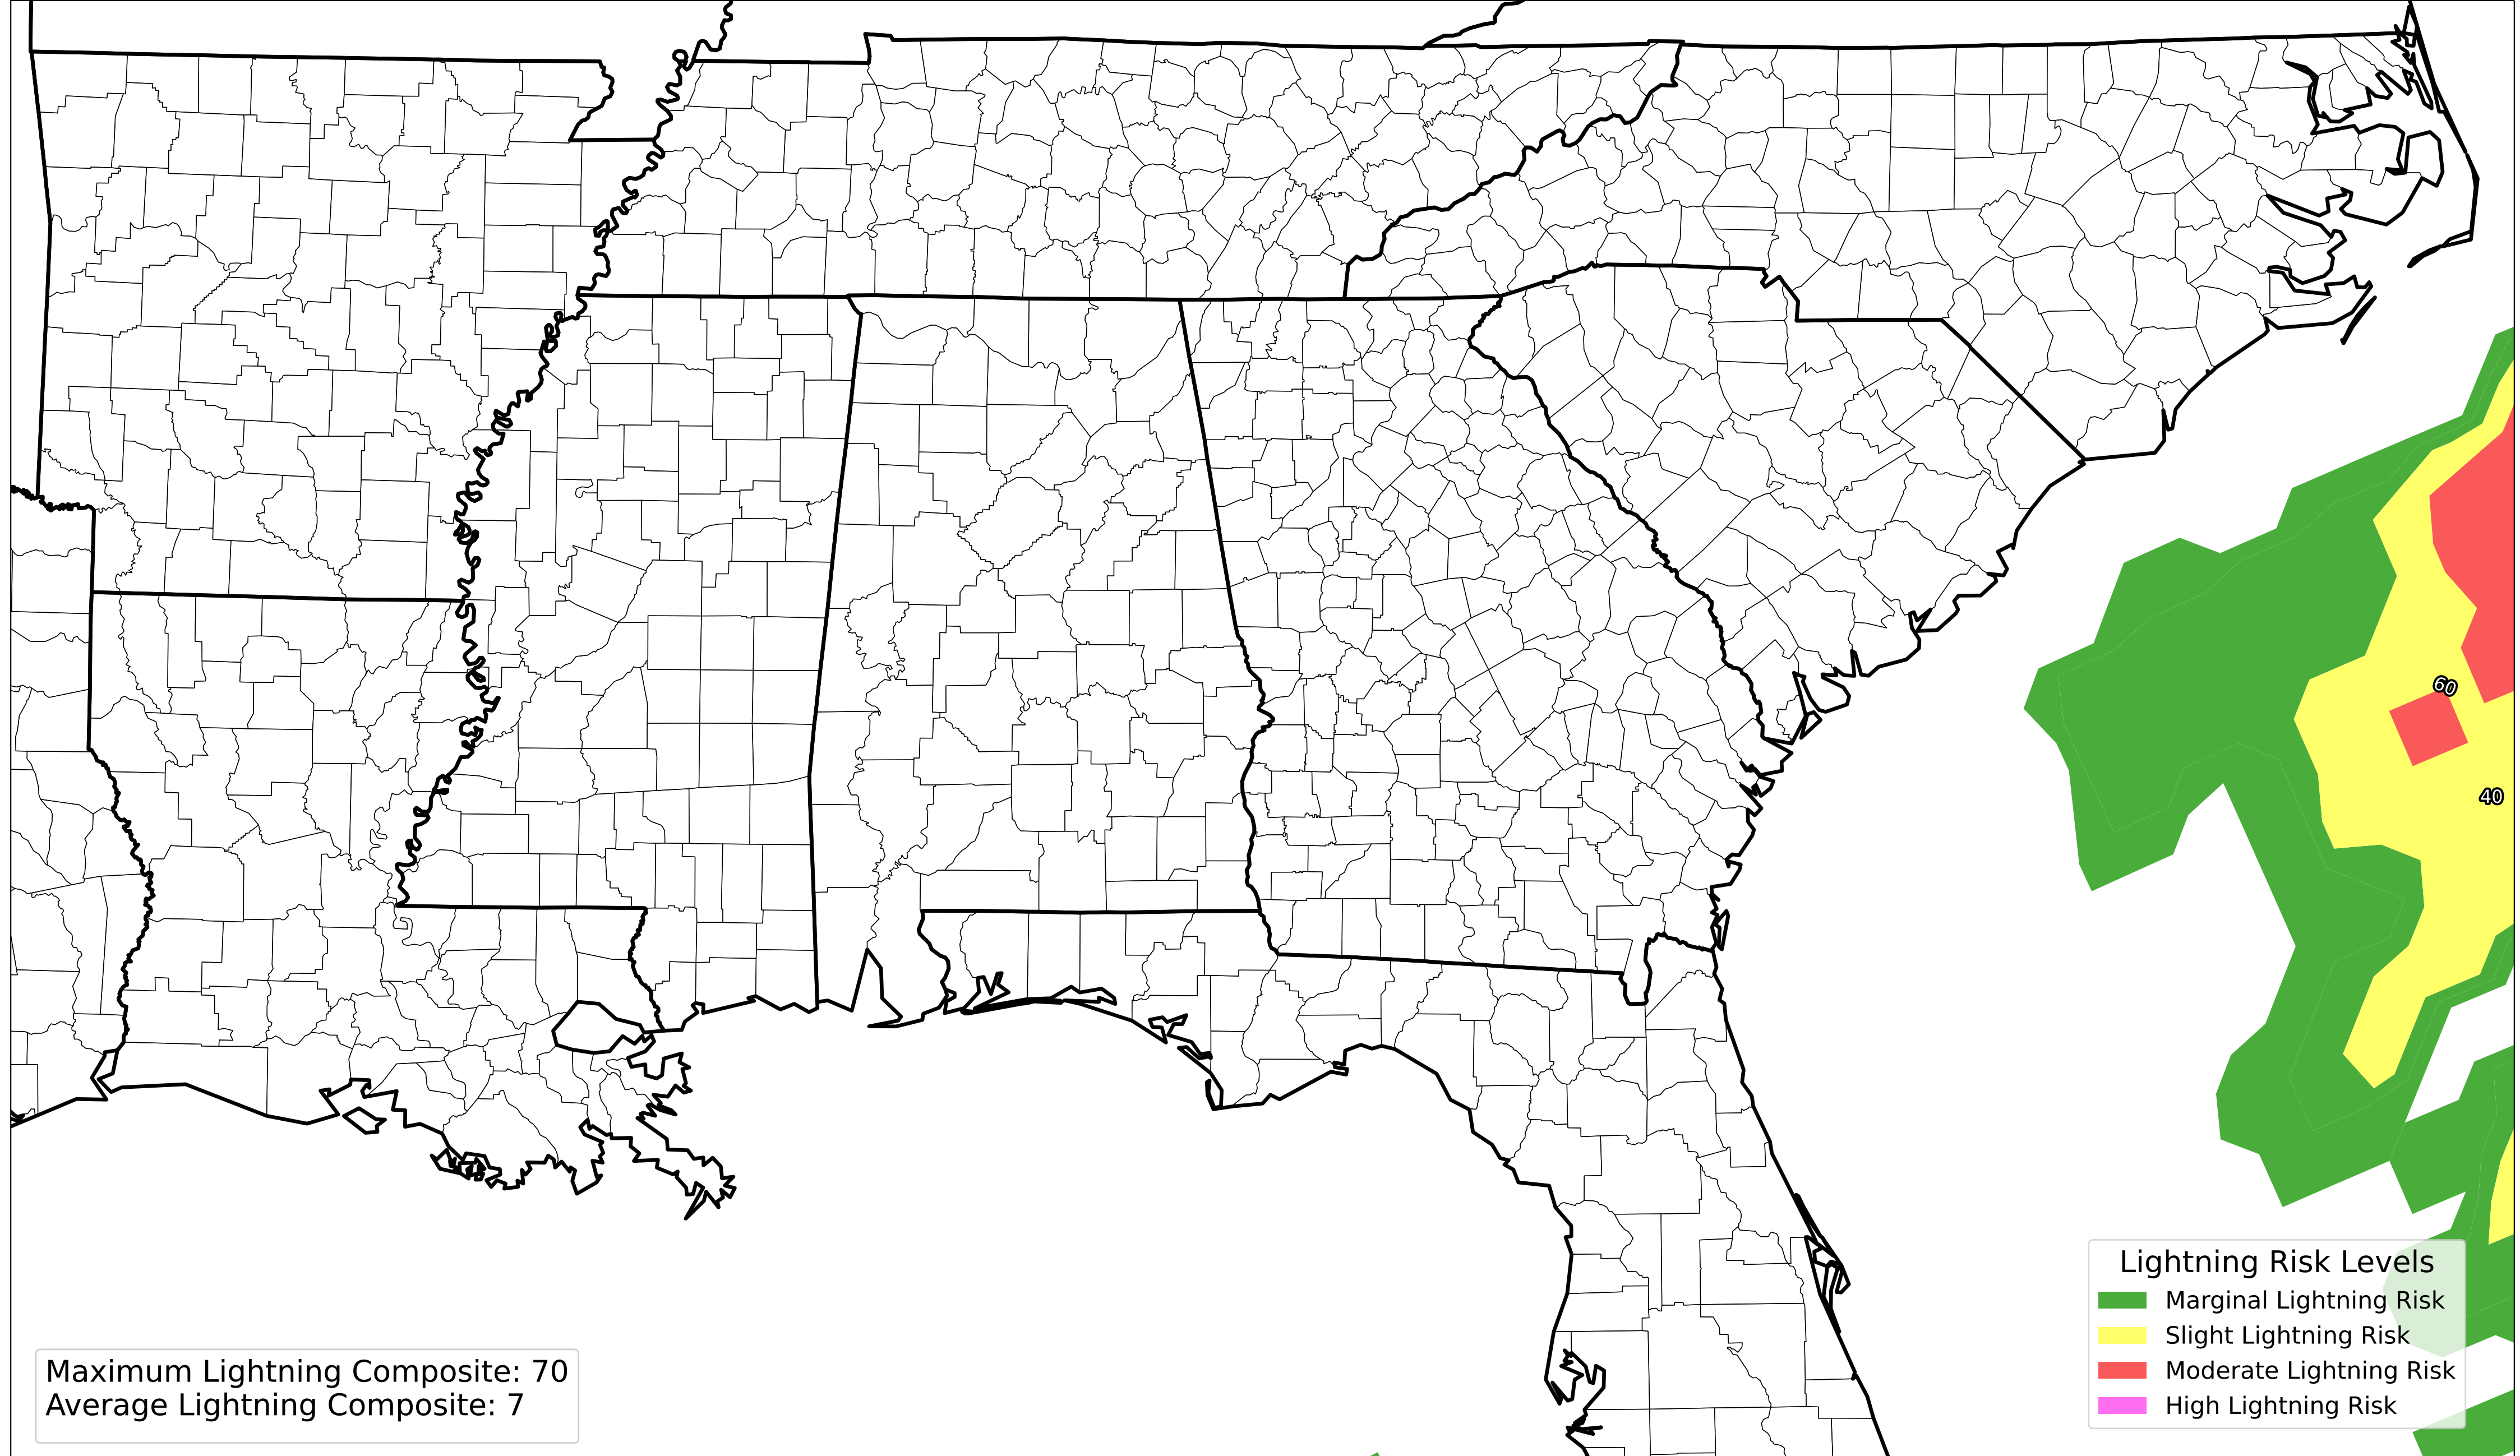 60
40
Lightning Risk Levels
Marginal Lightning Risk
Slight Lightning Risk
Moderate Lightning Risk
High Lightning Risk
Maximum Lightning Composite: 70
Average Lightning Composite: 7